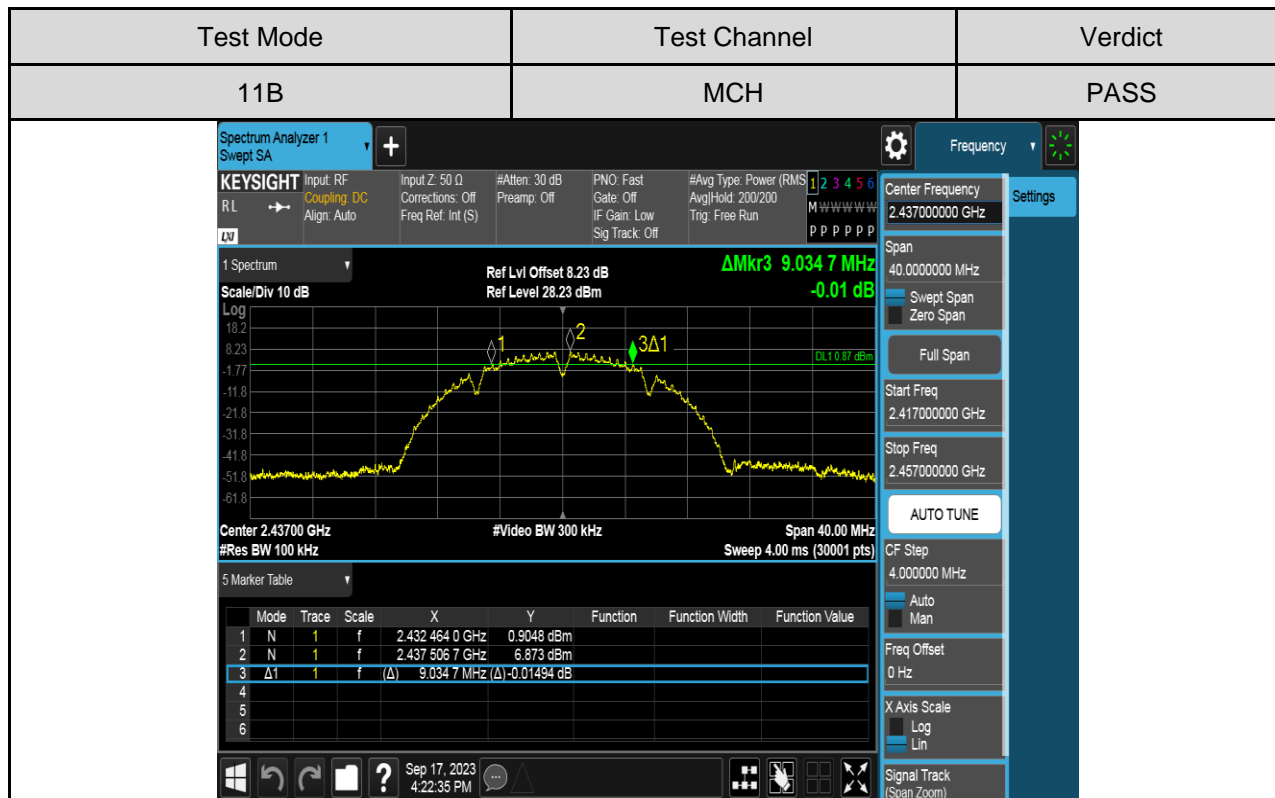 Test Mode Test Channel Verdict
11B MCH PASS
Spectrum Analyzer 1
Swept SA
+
Frequency
KEYSIGHT
RL
LXI
Input: RF
Coupling: DC
Align: Auto
Input Z: 50 Ω
Corrections: Off
Freq Ref: Int (S)
#Atten: 30 dB
Preamp: Off
PNO: Fast
Gate: Off
IF Gain: Low
Sig Track: Off
#Avg Type: Power (RMS
Avg|Hold: 200/200
Trig: Free Run
1 2 3 4 5 6
M W W W W W
P P P P P P
1 Spectrum
Scale/Div 10 dB
Ref Lvl Offset 8.23 dB
Ref Level 28.23 dBm
ΔMkr3 9.034 7 MHz
-0.01 dB
Log
18.2
8.23
-1.77
-11.8
-21.8
-31.8
-41.8
-51.8
-61.8
1
2
3Δ1
DL1 0.87 dBm
Center 2.43700 GHz #Video BW 300 kHz Span 40.00 MHz
#Res BW 100 kHz Sweep 4.00 ms (30001 pts)
5 Marker Table
Mode Trace Scale X Y Function Function Width Function Value
1 N 1 f 2.432 464 0 GHz 0.9048 dBm
2 N 1 f 2.437 506 7 GHz 6.873 dBm
3 Δ1 1 f (Δ) 9.034 7 MHz (Δ) -0.01494 dB
4
5
6
?
Sep 17, 2023
4:22:35 PM
Center Frequency
2.437000000 GHz
Settings
Span
40.0000000 MHz
Swept Span
Zero Span
Full Span
Start Freq
2.417000000 GHz
Stop Freq
2.457000000 GHz
AUTO TUNE
CF Step
4.000000 MHz
Auto
Man
Freq Offset
0 Hz
X Axis Scale
Log
Lin
Signal Track
(Span Zoom)